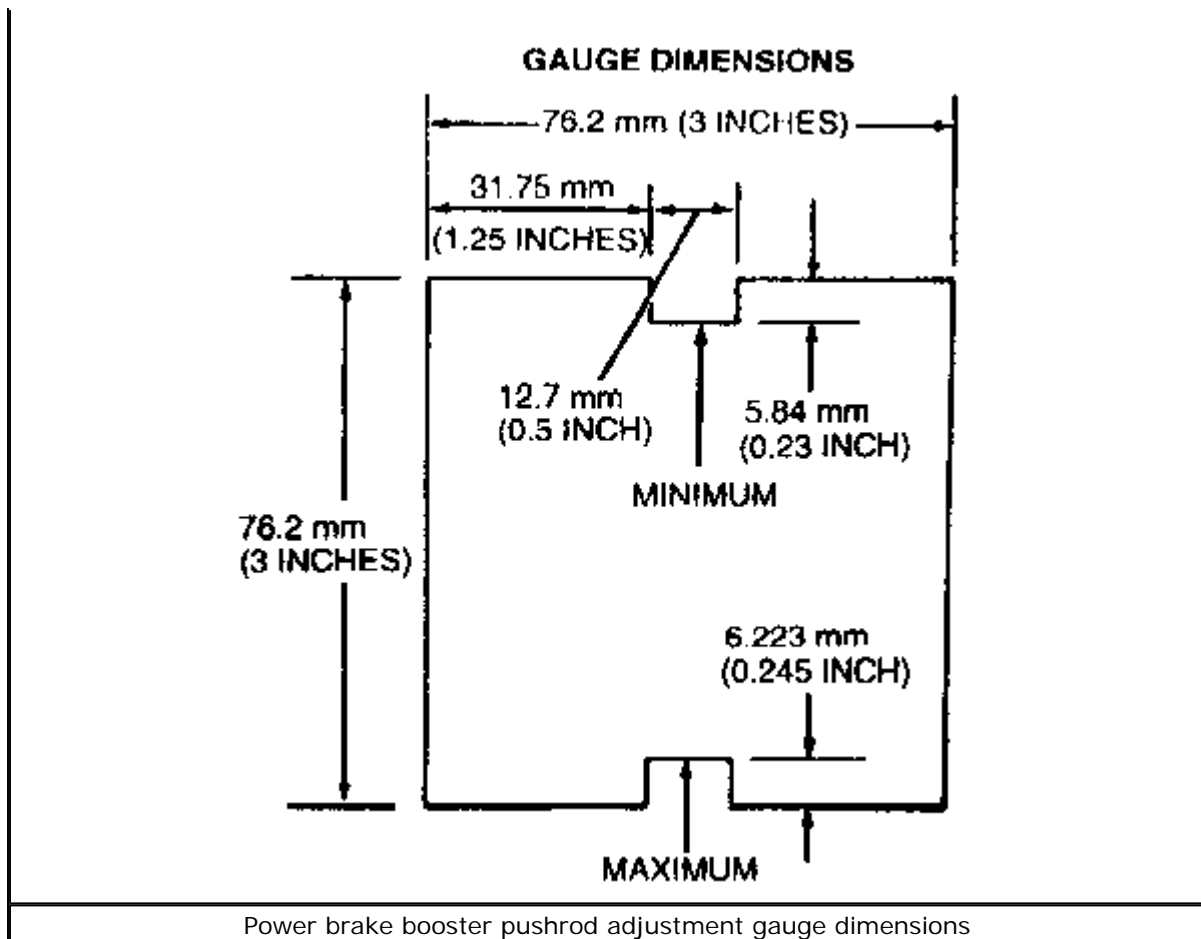 GAUGE DIMENSIONS
76.2 mm (3 INCHES)
31.75 mm
(1.25 INCHES)
12.7 mm
(0.5 INCH)
5.84 mm
(0.23 INCH)
MINIMUM
76.2 mm
(3 INCHES)
6.223 mm
(0.245 INCH)
MAXIMUM
Power brake booster pushrod adjustment gauge dimensions